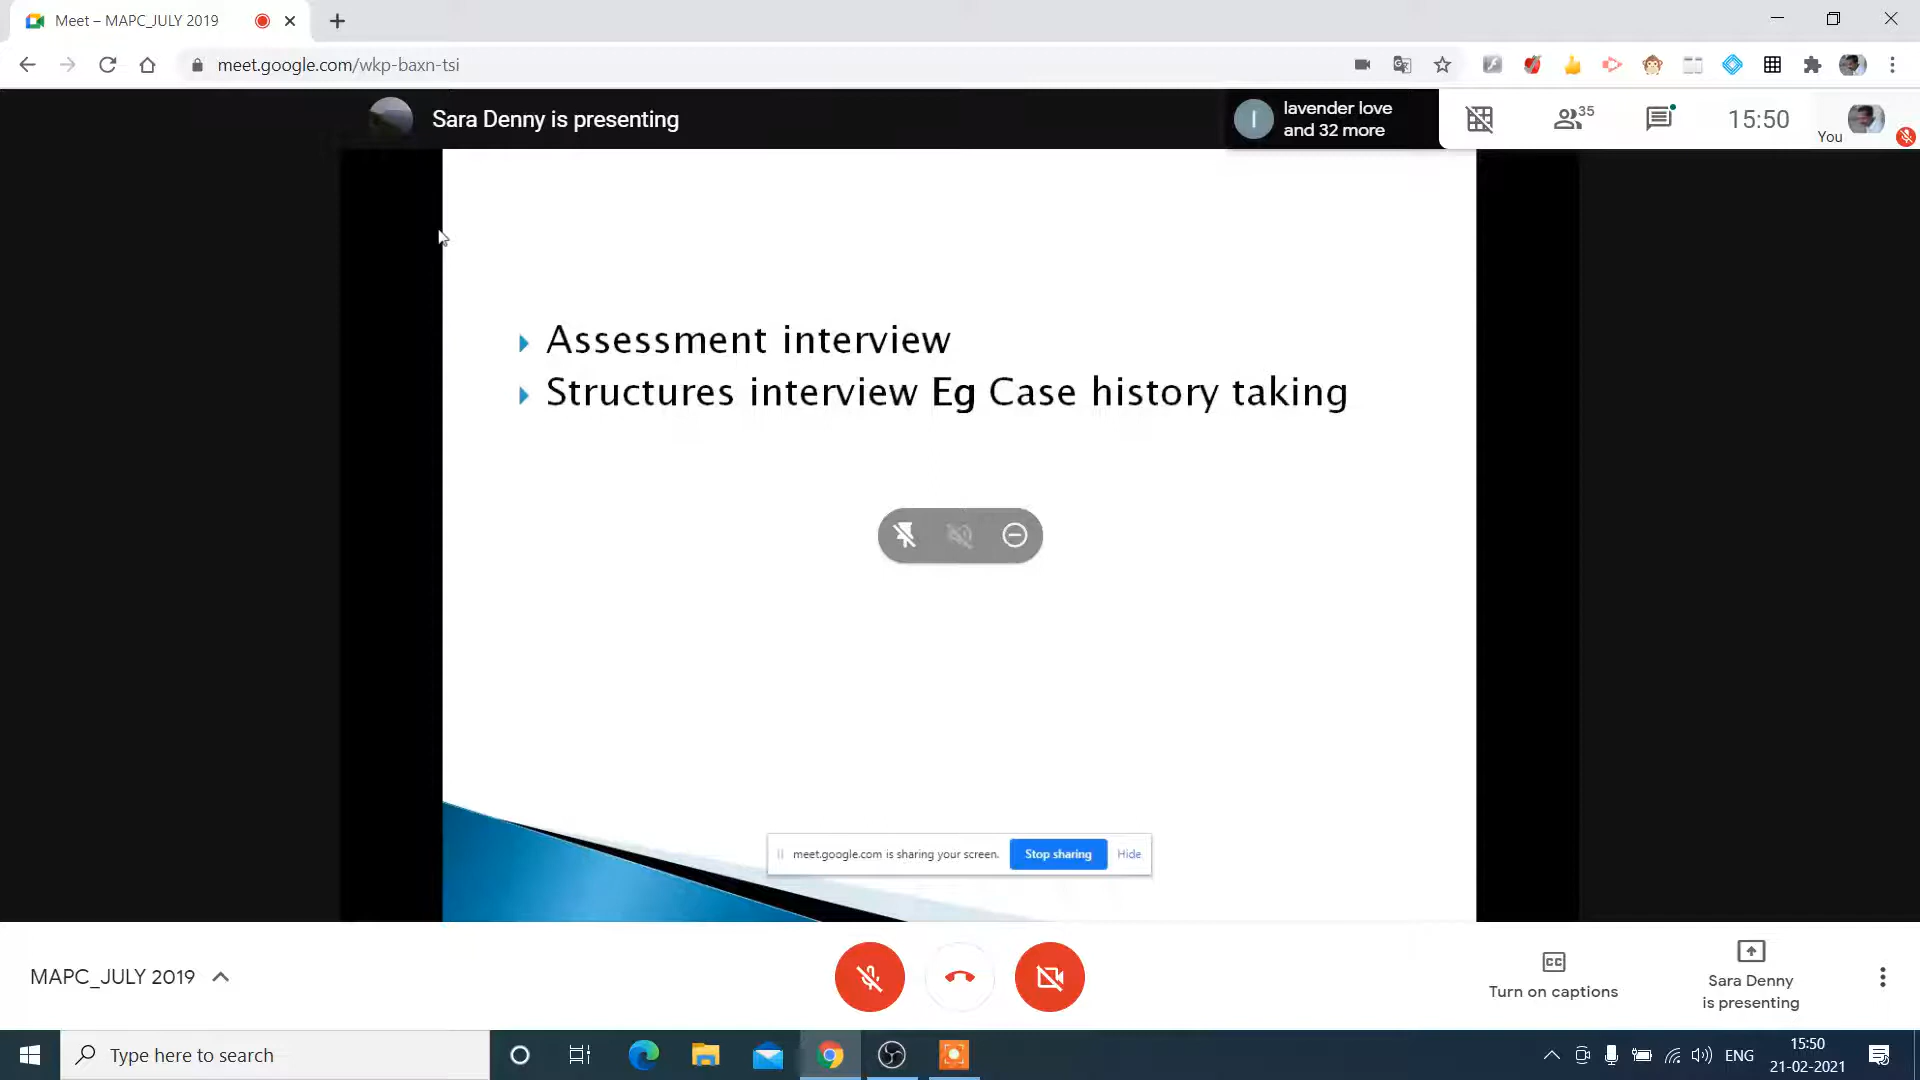 Meet – MAPC_JULY 2019
meet.google.com/wkp-baxn-tsi
Sara Denny is presenting
l
lavender love
and 32 more
35
15:50
You
Assessment interview
Structures interview Eg Case history taking
meet.google.com is sharing your screen.
Stop sharing
Hide
MAPC_JULY 2019
CC
Turn on captions
Sara Denny
is presenting
Type here to search
ENG
15:50
21-02-2021